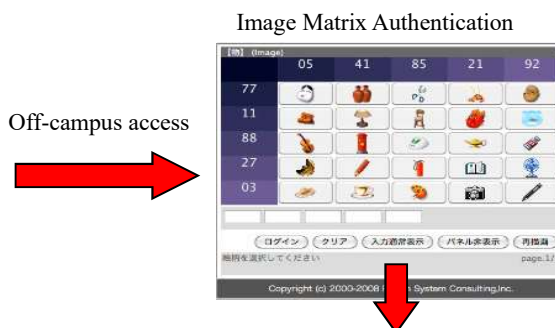 Image Matrix Authentication
【物】 (Image)
05 41 85 21 92
77
11
88
27
03
Off-campus access
ログイン クリア 入力通常表示 パネル非表示 再描画
絵柄を選択してください page.1/
Copyright (c) 2000-2008 System Consulting,Inc.